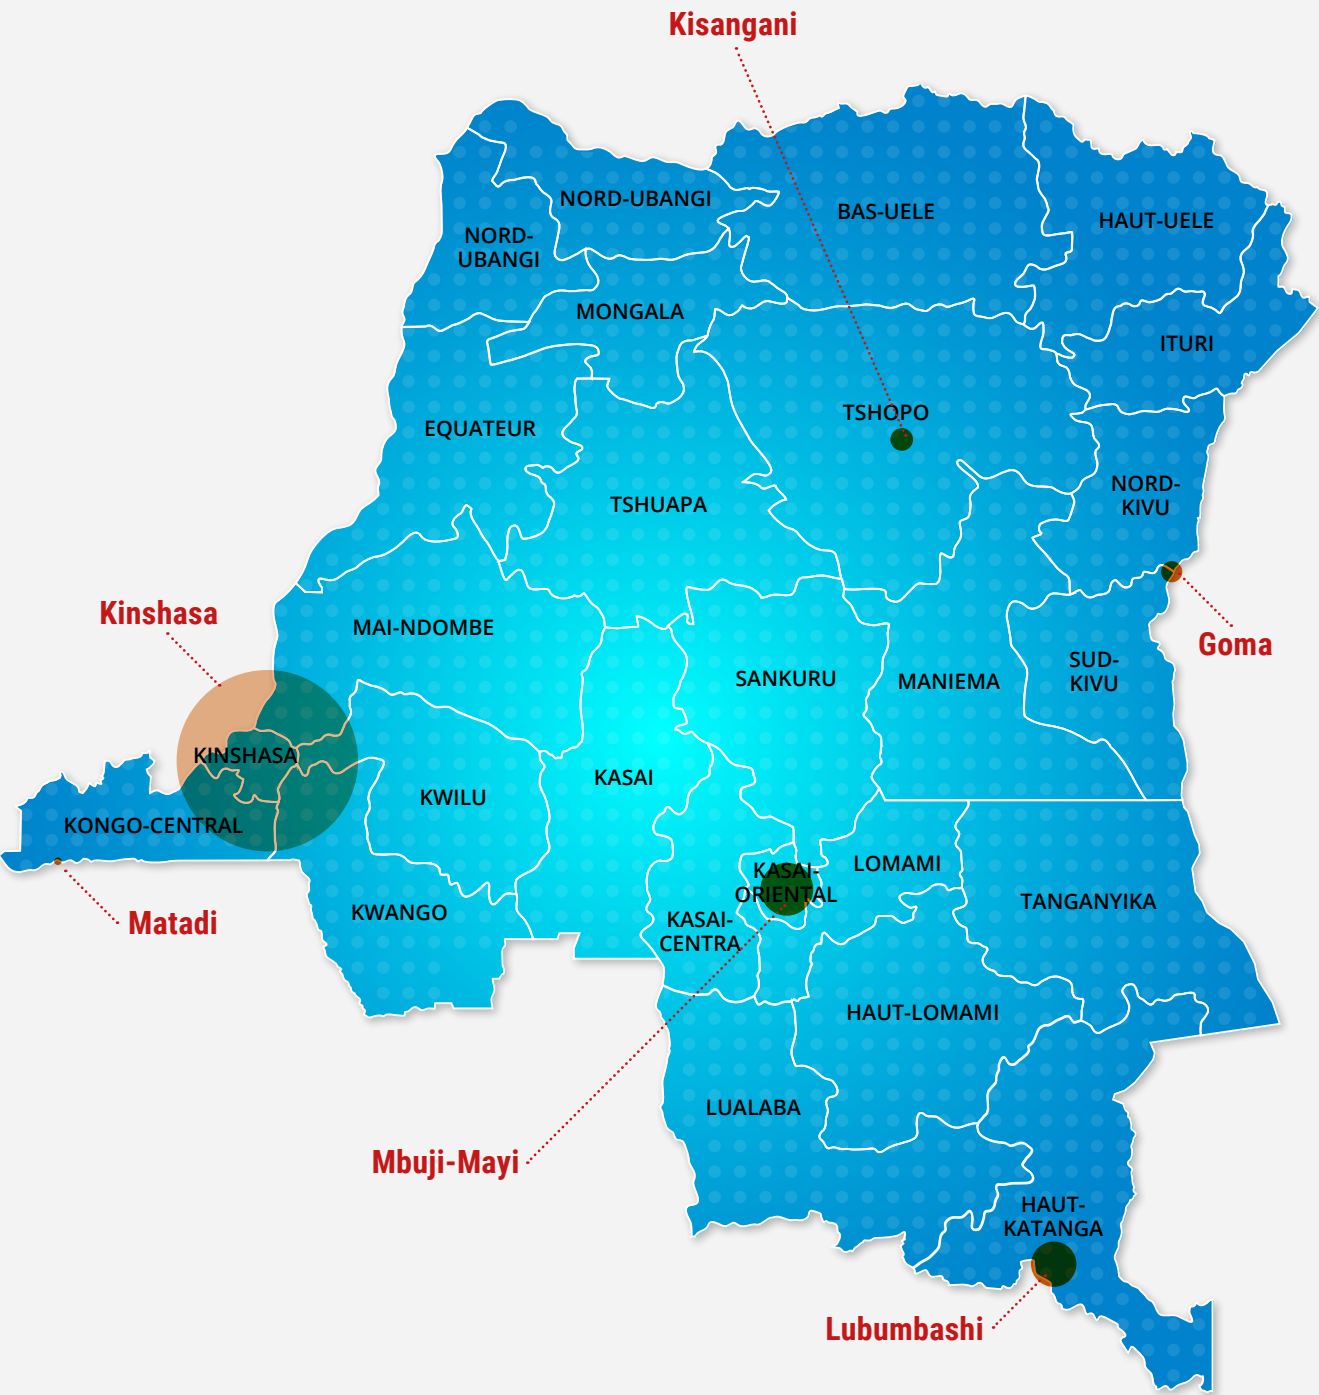 Kisangani
NORD-UBANGI
BAS-UELE
HAUT-UELE
NORD-
UBANGI
MONGALA
ITURI
TSHOPO
EQUATEUR
NORD-
KIVU
TSHUAPA
Kinshasa
MAI-NDOMBE
Goma
SUD-
KIVU
SANKURU
MANIEMA
KINSHASA
KASAI
KWILU
KONGO-CENTRAL
LOMAMI
KASAI-
ORIENTAL
TANGANYIKA
KWANGO
KASAI-
CENTRA
Matadi
HAUT-LOMAMI
LUALABA
Mbuji-Mayi
HAUT-
KATANGA
Lubumbashi